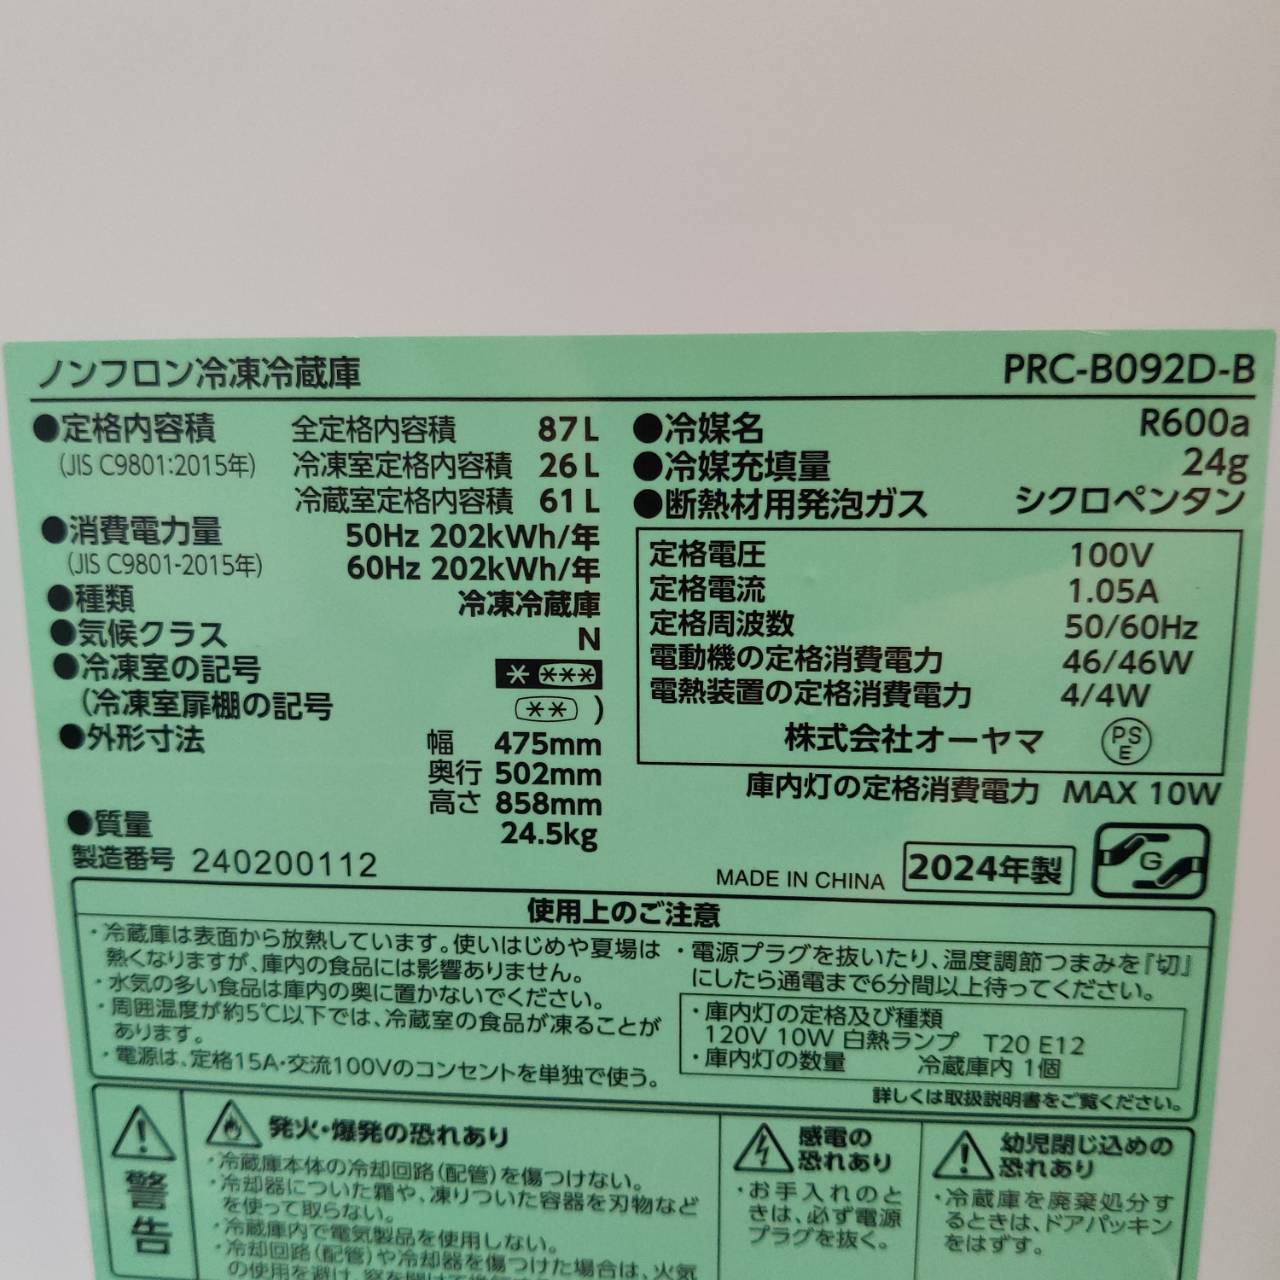 ノンフロン冷凍冷蔵庫 PRC-B092D-B
●定格内容積 全定格内容積 87L
(JIS C9801:2015年) 冷凍室定格内容積 26L
冷蔵室定格内容積 61L
●消費電力量 50Hz 202kWh/年
(JIS C9801-2015年) 60Hz 202kWh/年
●種類 冷凍冷蔵庫
●気候クラス N
●冷凍室の記号 * ***
(冷凍室扉棚の記号 ** )
●外形寸法 幅 475mm
奥行 502mm
高さ 858mm
●質量 24.5kg
製造番号 240200112
●冷媒名 R600a
●冷媒充填量 24g
●断熱材用発泡ガス シクロペンタン
定格電圧 100V
定格電流 1.05A
定格周波数 50/60Hz
電動機の定格消費電力 46/46W
電熱装置の定格消費電力 4/4W
株式会社オーヤマ PS E
庫内灯の定格消費電力 MAX 10W
MADE IN CHINA 2024年製 G
使用上のご注意
・冷蔵庫は表面から放熱しています。使いはじめや夏場は
熱くなりますが、庫内の食品には影響ありません。
・水気の多い食品は庫内の奥に置かないでください。
・周囲温度が約5℃以下では、冷蔵室の食品が凍ることが
あります。
・電源は、定格15A・交流100Vのコンセントを単独で使う。
・電源プラグを抜いたり、温度調節つまみを『切』
にしたら通電まで6分間以上待ってください。
・庫内灯の定格及び種類
120V 10W 白熱ランプ T20 E12
・庫内灯の数量 冷蔵庫内 1個
詳しくは取扱説明書をご覧ください。
警告
発火・爆発の恐れあり
・冷蔵庫本体の冷却回路(配管)を傷つけない。
・冷却器についた霜や、凍りついた容器を刃物など
を使って取らない。
・冷蔵庫内で電気製品を使用しない。
・冷却回路(配管)や冷却器を傷つけた場合は、火気
の使用を避け、窓を開けて換気
感電の
恐れあり
・お手入れのと
きは、必ず電源
プラグを抜く。
幼児閉じ込めの
恐れあり
・冷蔵庫を廃棄処分す
るときは、ドアパッキン
をはずす。